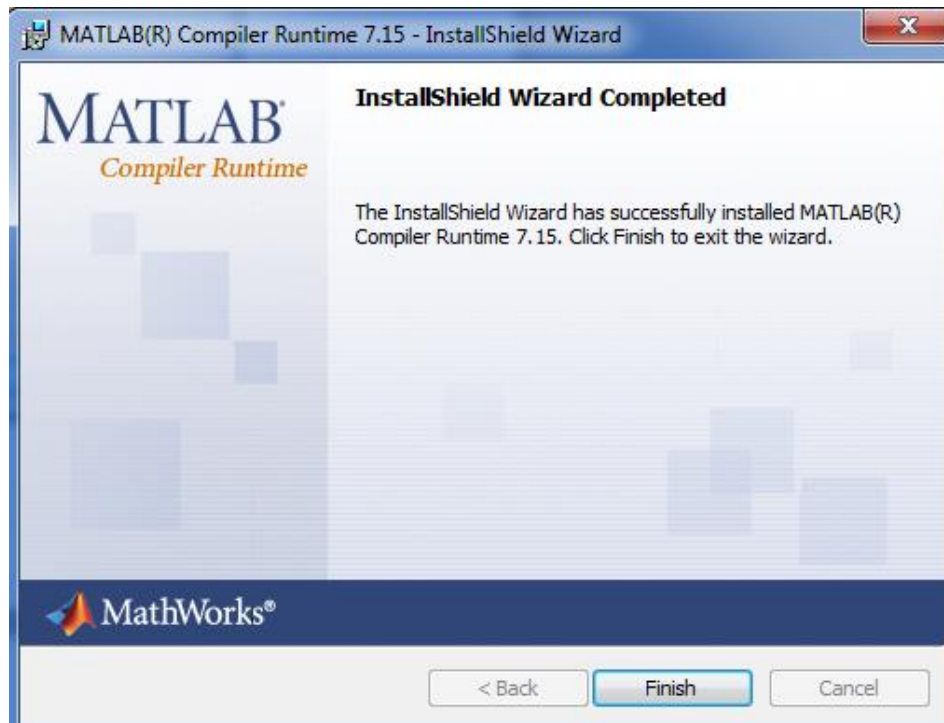 MATLAB(R) Compiler Runtime 7.15 - InstallShield Wizard
MATLAB®
Compiler Runtime
InstallShield Wizard Completed
The InstallShield Wizard has successfully installed MATLAB(R)
Compiler Runtime 7.15. Click Finish to exit the wizard.
MathWorks®
< Back
Finish
Cancel